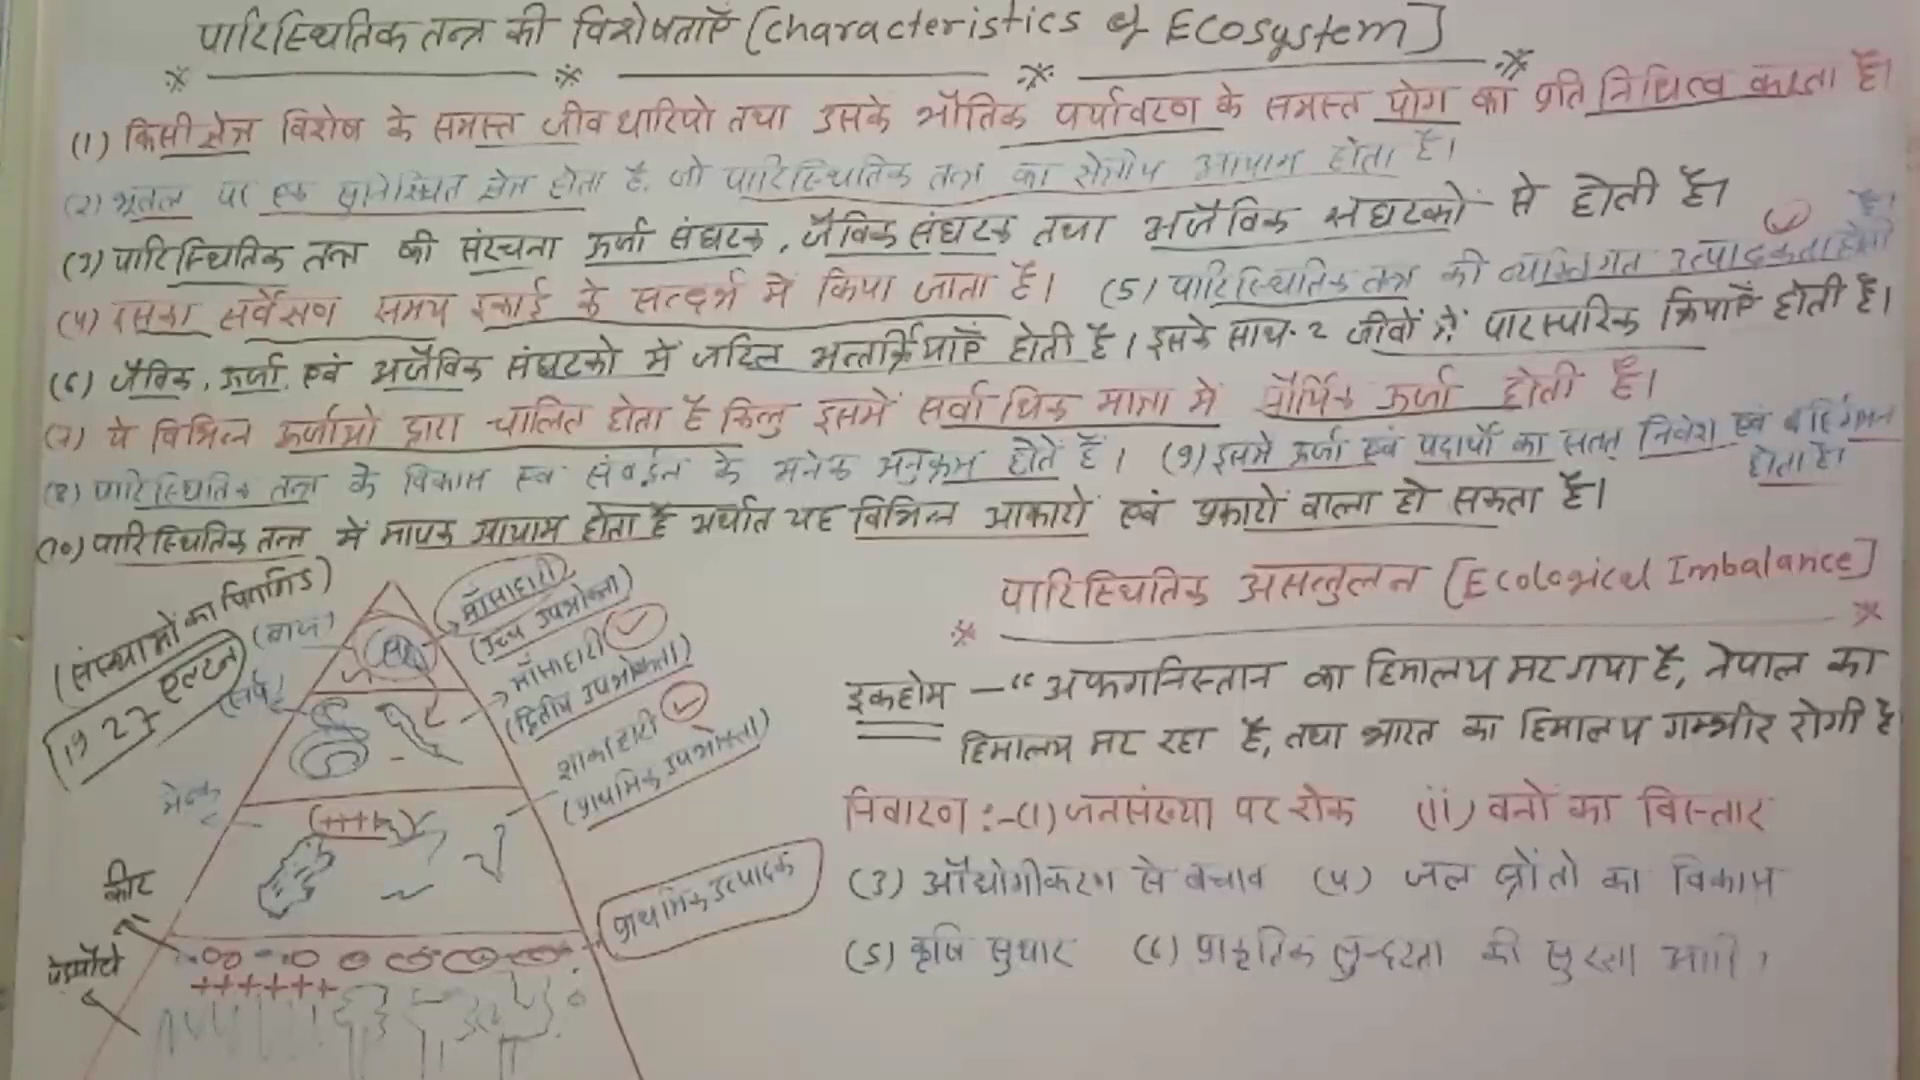 पारिस्थितिक तन्त्र की विशेषताएँ [Characteristics of Ecosystem]
(1) किसी क्षेत्र विशेष के समस्त जीवधारियो तथा उसके भौतिक पर्यावरण के समस्त योग का प्रति निधित्व करता है।
(2) भूतल पर एक सुनिश्चित क्षेत्र होता है, जो पारिस्थितिक तन्त्र का क्षेत्रीय आयाम होता है।
(3) पारिस्थितिक तन्त्र की संरचना ऊर्जा संघटक, जैविक संघटक तथा अजैविक संघटको से होती है।
(4) इसका सर्वेक्षण समय इकाई के सन्दर्भ में किया जाता है। (5) पारिस्थितिक तन्त्र की व्यक्तिगत उत्पादकता होती है।
(6) जैविक, ऊर्जा, एवं अजैविक संघटको में जटिल अन्तर्क्रियाएँ होती है। इसके साथ-2 जीवों में पारस्परिक क्रियाएँ होती है।
(7) ये विभिन्न ऊर्जाओ द्वारा चालित होता है किन्तु इसमें सर्वाधिक मात्रा मे सौर्यिक ऊर्जा होती है।
(8) पारिस्थितिक तन्त्र के विकास एवं संवर्द्धन के अनेक अनुक्रम होते हैं। (9) इसमे ऊर्जा एवं पदार्थो का सतत् निवेश एवं बहिर्गमन होता है।
(10) पारिस्थितिक तन्त्र में मापक आयाम होता है अर्थात यह विभिन्न आकारो एवं प्रकारो वाला हो सकता है।
(संख्याओं का पिरामिड)
1927 - एल्टन
(बाज)
(सर्प)
मेढक
कीट
पेड़पौधे
माँसाहारी
(उच्च उपभोक्ता)
माँसाहारी
(द्वितीय उपभोक्ता)
शाकाहारी
(प्राथमिक उपभोक्ता)
प्राथमिक उत्पादक
पारिस्थितिक असन्तुलन [Ecological Imbalance]
इकहोम – “अफगनिस्तान का हिमालय मर गया है, नेपाल का
हिमालय मर रहा है, तथा भारत का हिमालय गम्भीर रोगी है
निवारण :- (1) जनसंख्या पर रोक (ii) वनो का विस्तार
(3) औद्योगीकरण से बचाव (4) जल स्रोतो का विकास
(5) कृषि सुधार (6) प्राकृतिक सुन्दरता की सुरक्षा आदि।